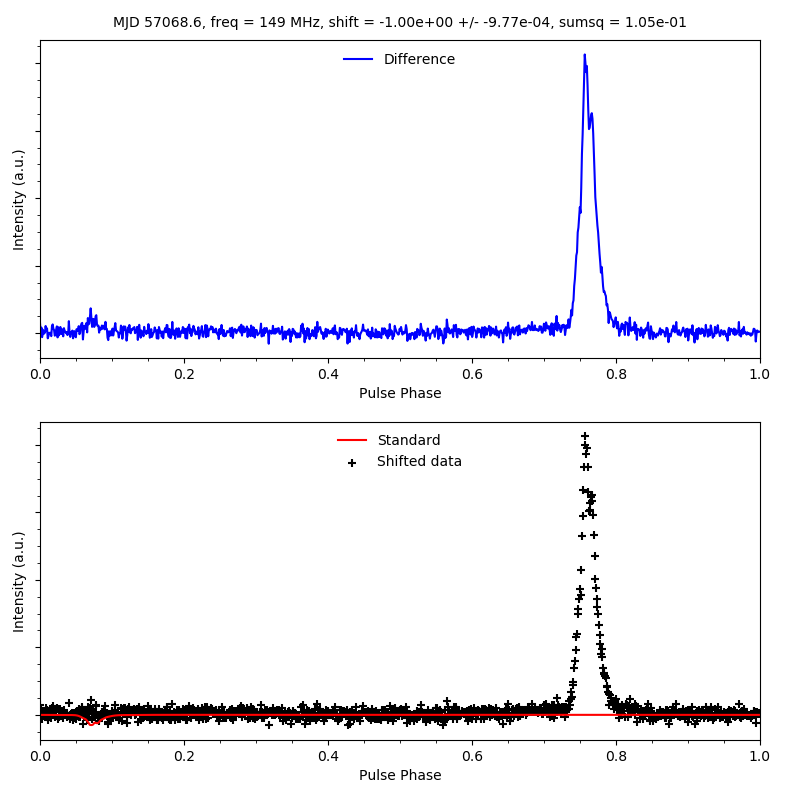 MJD 57068.6, freq = 149 MHz, shift = -1.00e+00 +/- -9.77e-04, sumsq = 1.05e-01
Difference
Intensity (a.u.)
0.0 0.2 0.4 0.6 0.8 1.0
Pulse Phase
Standard
Shifted data
Intensity (a.u.)
0.0 0.2 0.4 0.6 0.8 1.0
Pulse Phase